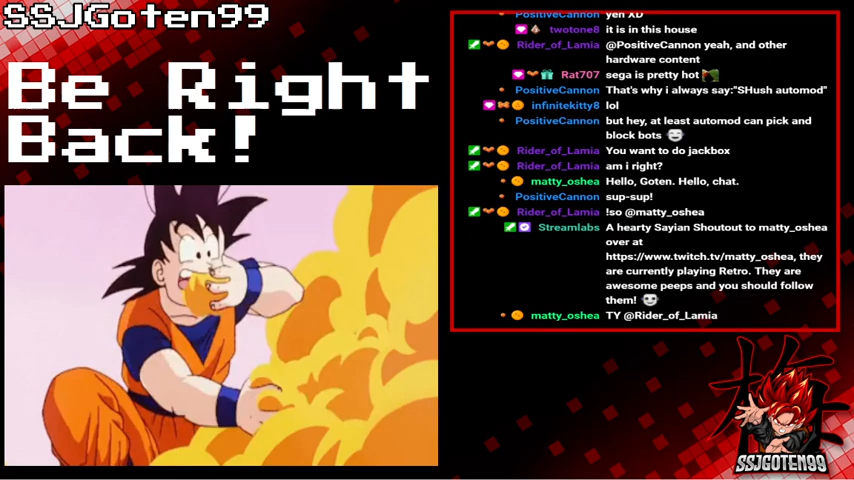 SSJGoten99
Be Right
Back!
PositiveCannon yeh XD
twotone8 it is in this house
Rider_of_Lamia @PositiveCannon yeah, and other
hardware content
Rat707 sega is pretty hot
PositiveCannon That's why i always say:"SHush automod"
infinitekitty8 lol
PositiveCannon but hey, at least automod can pick and
block bots
Rider_of_Lamia You want to do jackbox
Rider_of_Lamia am i right?
matty_oshea Hello, Goten. Hello, chat.
PositiveCannon sup-sup!
Rider_of_Lamia !so @matty_oshea
Streamlabs A hearty Sayian Shoutout to matty_oshea
over at
https://www.twitch.tv/matty_oshea, they
are currently playing Retro. They are
awesome peeps and you should follow
them!
matty_oshea TY @Rider_of_Lamia
SSJGOTEN99